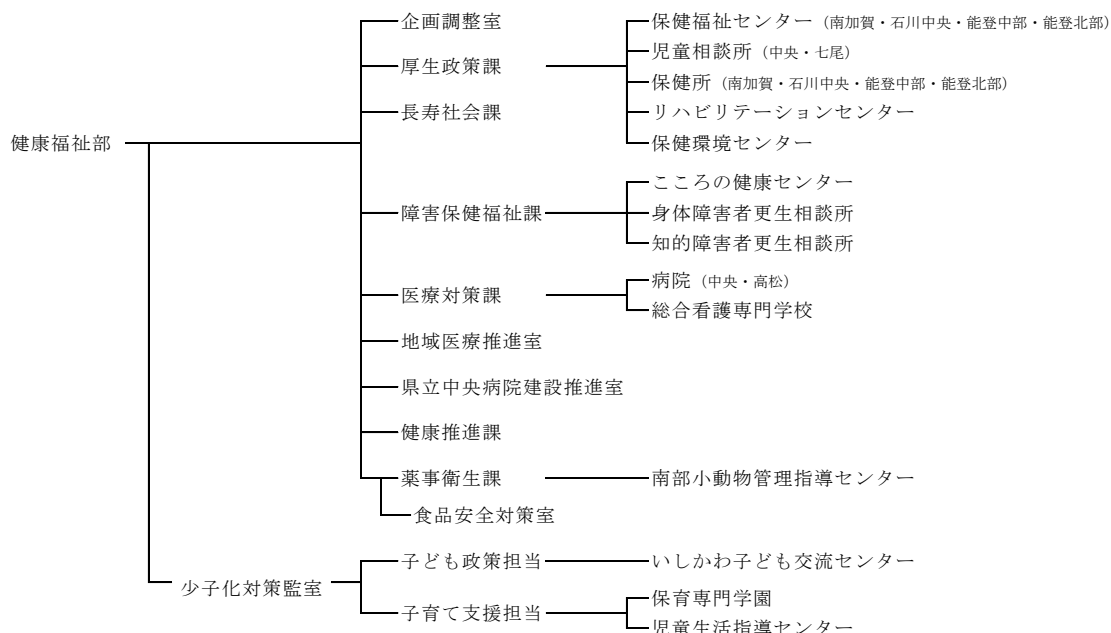 健康福祉部
企画調整室
厚生政策課
保健福祉センター（南加賀・石川中央・能登中部・能登北部）
児童相談所（中央・七尾）
保健所（南加賀・石川中央・能登中部・能登北部）
リハビリテーションセンター
保健環境センター
長寿社会課
障害保健福祉課
こころの健康センター
身体障害者更生相談所
知的障害者更生相談所
医療対策課
病院（中央・高松）
総合看護専門学校
地域医療推進室
県立中央病院建設推進室
健康推進課
薬事衛生課
南部小動物管理指導センター
食品安全対策室
少子化対策監室
子ども政策担当
いしかわ子ども交流センター
子育て支援担当
保育専門学園
児童生活指導センター